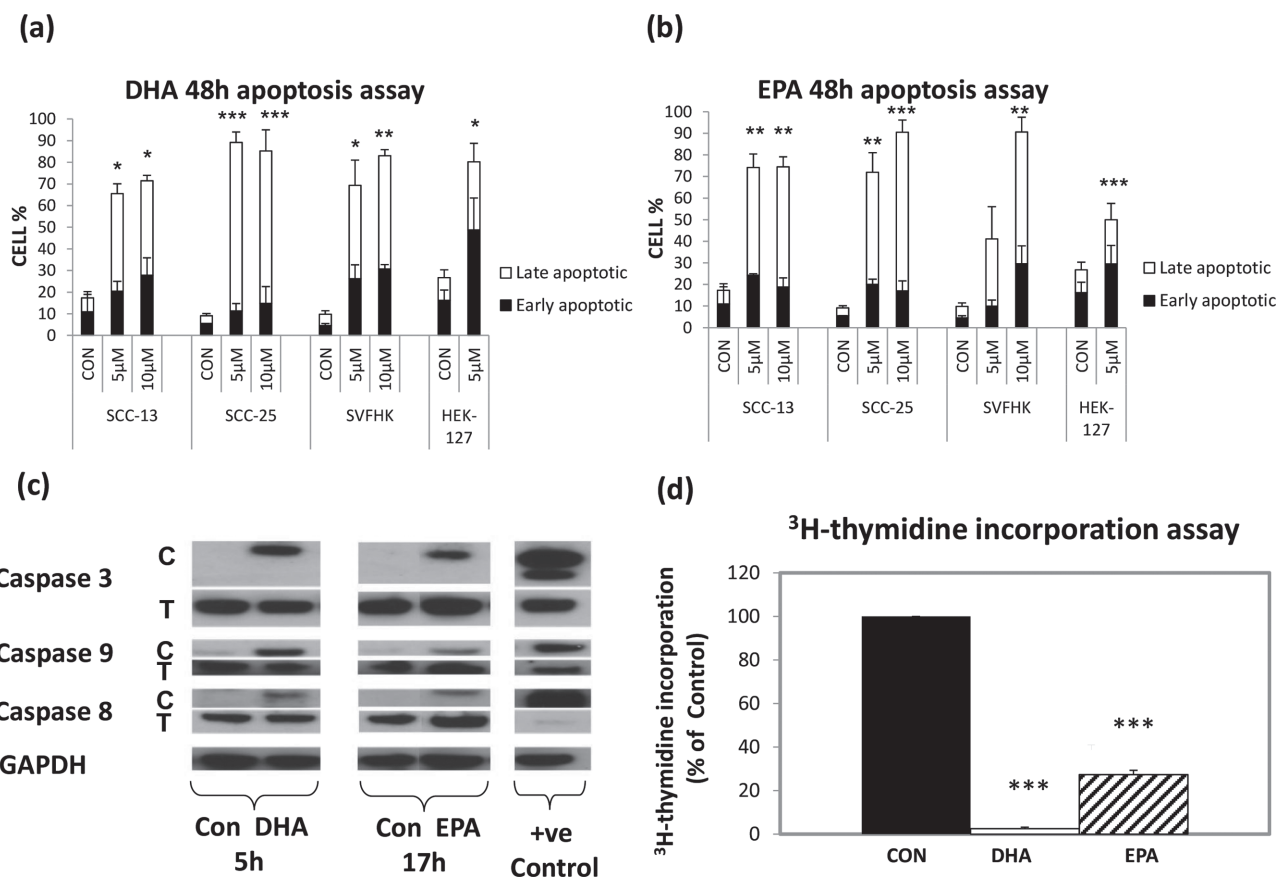 (a)
DHA 48h apoptosis assay
CELL %
100
90
80
70
60
50
40
30
20
10
0
* * *** *** * ** *
Late apoptotic
Early apoptotic
CON 5µM 10µM CON 5µM 10µM CON 5µM 10µM CON 5µM
SCC-13 SCC-25 SVFHK HEK-
127
(b)
EPA 48h apoptosis assay
CELL %
100
90
80
70
60
50
40
30
20
10
0
** ** ** *** ** ***
Late apoptotic
Early apoptotic
CON 5µM 10µM CON 5µM 10µM CON 5µM 10µM CON 5µM
SCC-13 SCC-25 SVFHK HEK-
127
(c)
C
Caspase 3
T
Caspase 9 C
T
C
Caspase 8
T
GAPDH
Con DHA Con EPA +ve
5h 17h Control
(d)
³H-thymidine incorporation assay
³H-thymidine incorporation
(% of Control)
120
100
80
60
40
20
0
***
***
CON DHA EPA